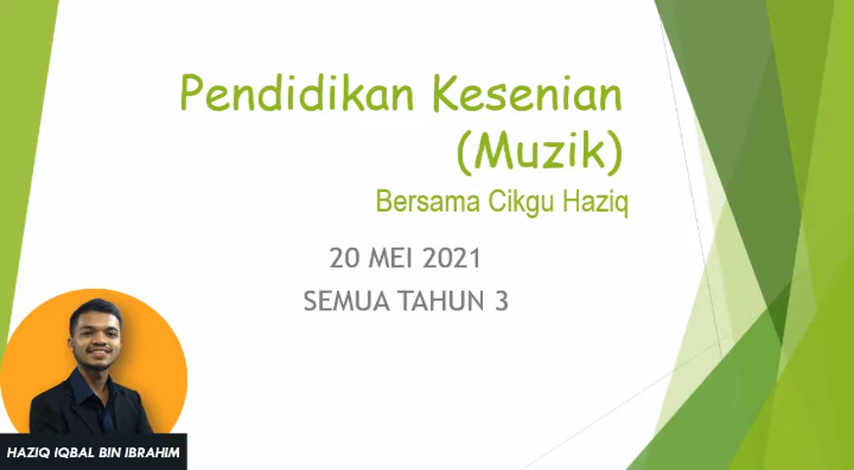 Pendidikan Kesenian
(Muzik)
Bersama Cikgu Haziq
20 MEI 2021
SEMUA TAHUN 3
HAZIQ IQBAL BIN IBRAHIM